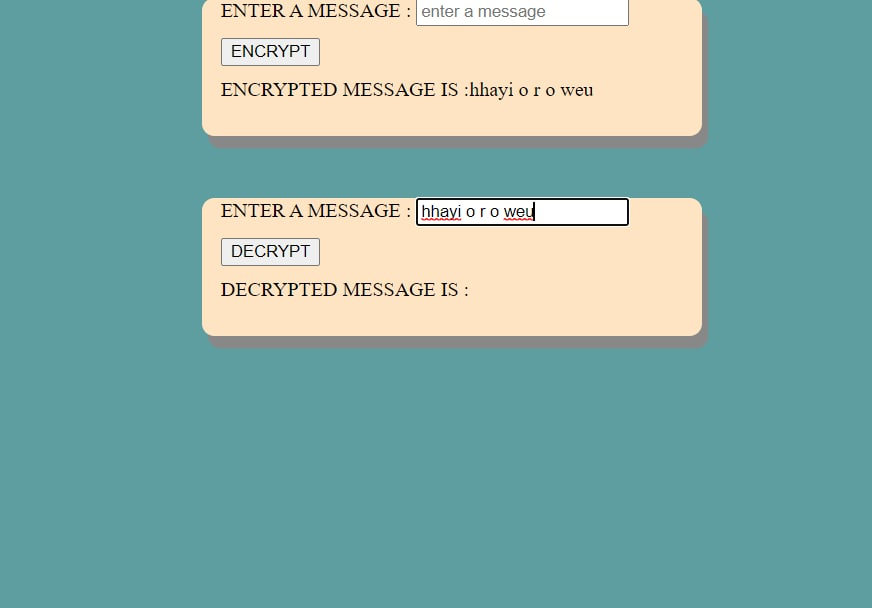 ENTER A MESSAGE : enter a message
ENCRYPT
ENCRYPTED MESSAGE IS :hhayi o r o weu
ENTER A MESSAGE : hhayi o r o weu
DECRYPT
DECRYPTED MESSAGE IS :